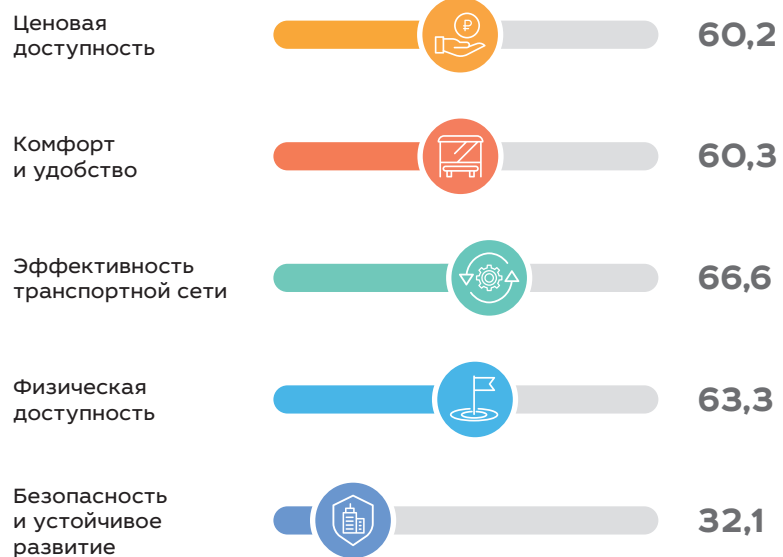 Ценовая
доступность
60,2
₽
Комфорт
и удобство
60,3
Эффективность
транспортной сети
66,6
Физическая
доступность
63,3
Безопасность
и устойчивое
развитие
32,1